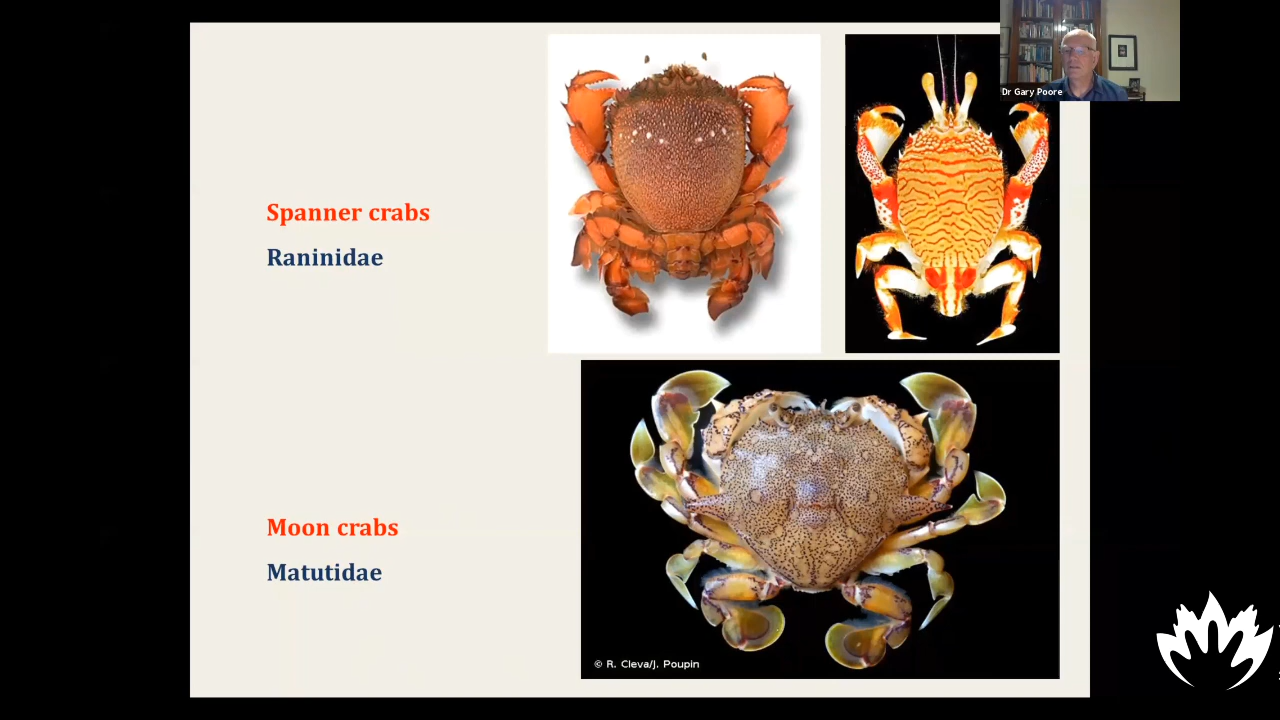 Dr Gary Poore
Spanner crabs
Raninidae
Moon crabs
Matutidae
© R. Cleva/J. Poupin